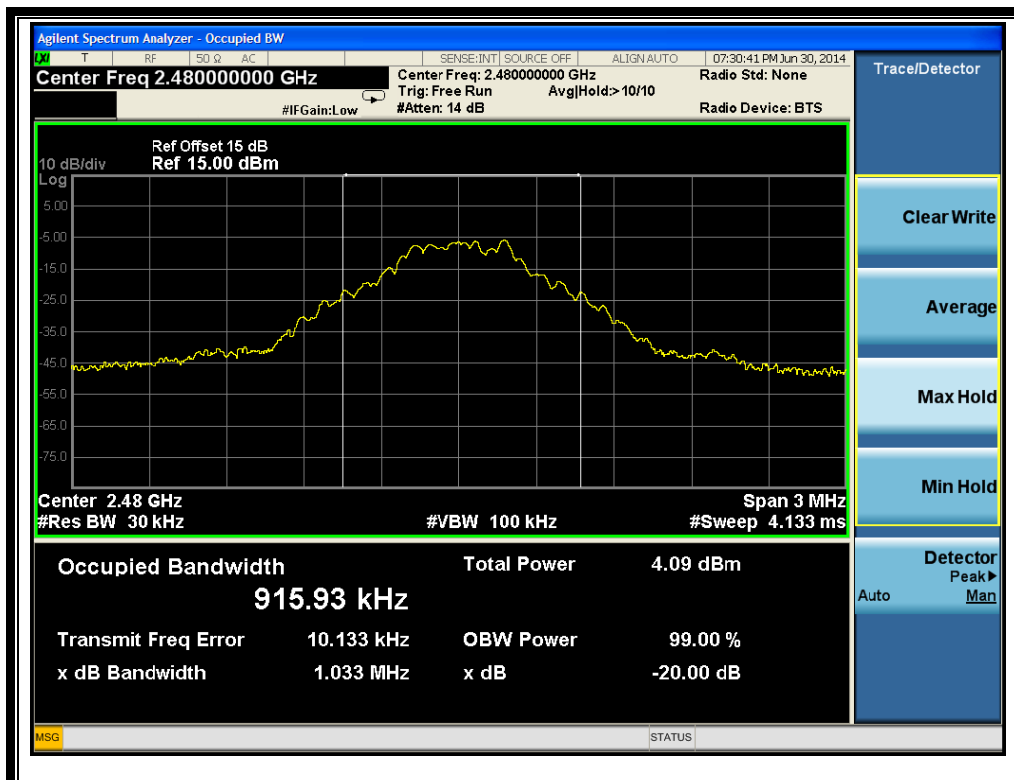 Agilent Spectrum Analyzer - Occupied BW
LXI T RF 50 Ω AC SENSE:INT SOURCE OFF ALIGN AUTO 07:30:41 PM Jun 30, 2014
Center Freq 2.480000000 GHz Center Freq: 2.480000000 GHz Radio Std: None
Trig: Free Run Avg|Hold:> 10/10
#IFGain:Low #Atten: 14 dB Radio Device: BTS
Trace/Detector
Ref Offset 15 dB
10 dB/div Ref 15.00 dBm
Log
5.00
-5.00
-15.0
-25.0
-35.0
-45.0
-55.0
-65.0
-75.0
Center 2.48 GHz Span 3 MHz
#Res BW 30 kHz #VBW 100 kHz #Sweep 4.133 ms
Clear Write
Average
Max Hold
Min Hold
Detector
Peak▶
Auto Man
Occupied Bandwidth Total Power 4.09 dBm
915.93 kHz
Transmit Freq Error 10.133 kHz OBW Power 99.00 %
x dB Bandwidth 1.033 MHz x dB -20.00 dB
MSG STATUS